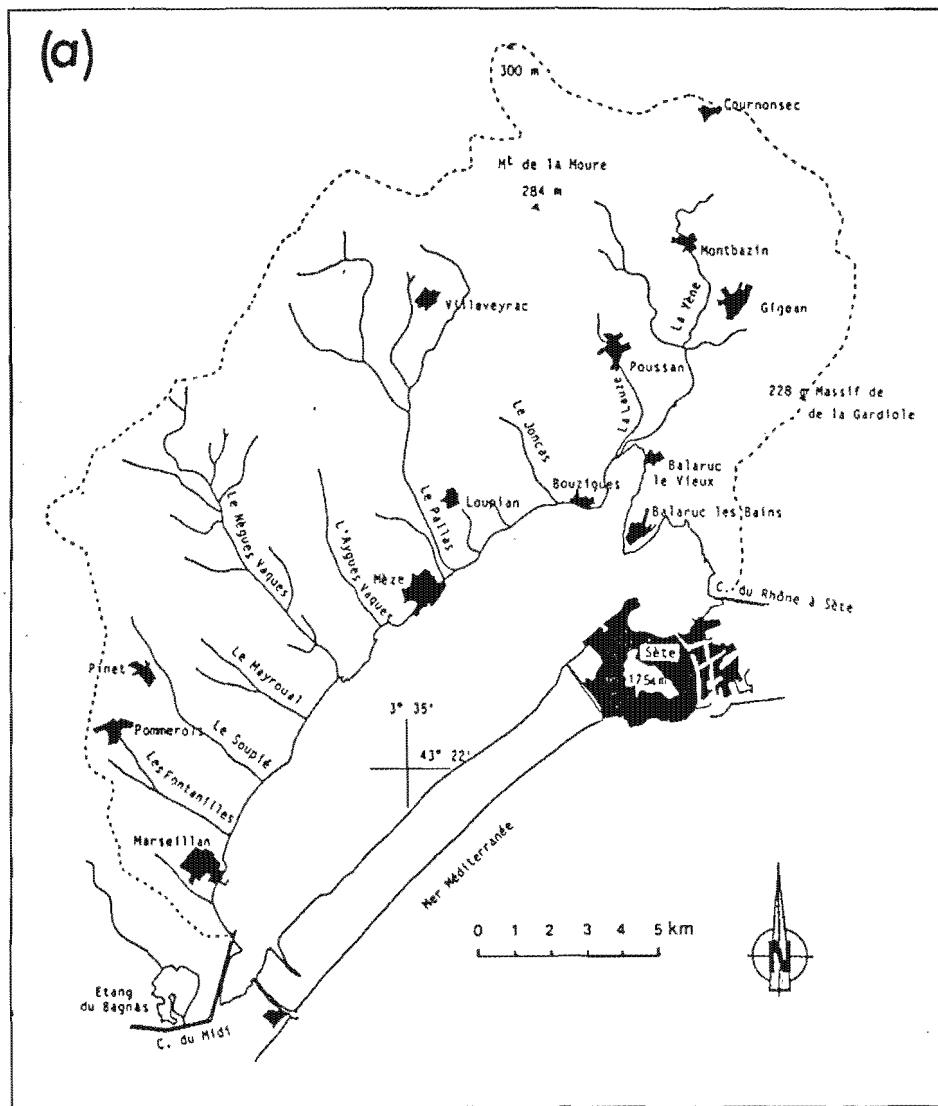 (a)
300 m
Cournonsec
Mt de la Moure
284 m
Montbazin
La Vène
Gigean
Villeveyrac
Poussan
La Lauze
228 m Massif de
de la Gardiole
Le Joncas
Balaruc
le Vieux
Bouzigues
Loupian
Le Pallas
Balaruc les Bains
Le Nègues Vaques
L'Aygues Vaques
Mèze
C. du Rhône à Sète
Sète
175 m
Le Mayroual
Pinet
3° 35'
Pommerols
Le Soupié
43° 22'
Les Fontanilles
Marseillan
Mer Méditerranée
0 1 2 3 4 5 km
N
Etang
du Bagnas
C. du Midi